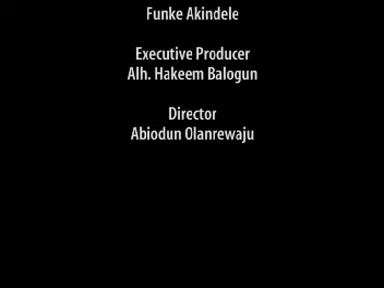 Funke Akindele
Executive Producer
Alh. Hakeem Balogun
Director
Abiodun Olanrewaju